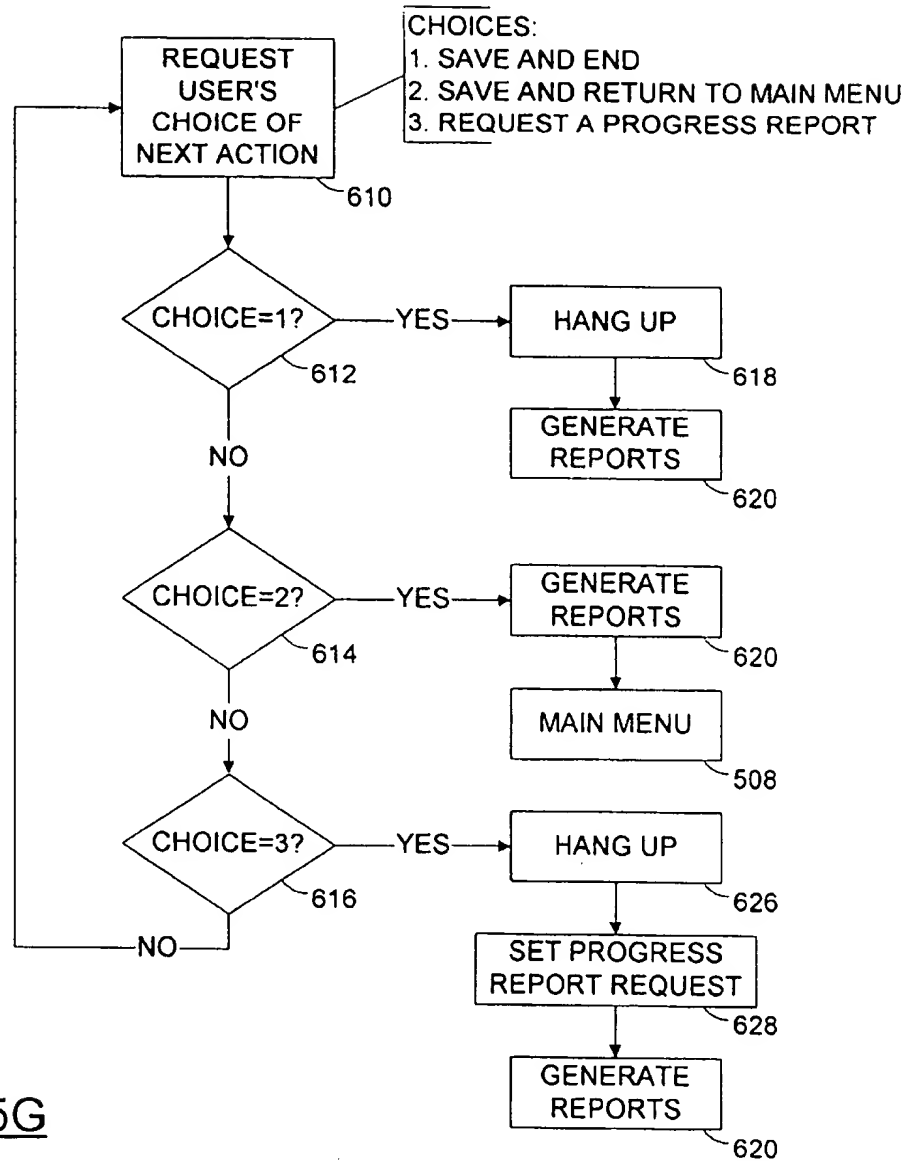 CHOICES:
1. SAVE AND END
2. SAVE AND RETURN TO MAIN MENU
3. REQUEST A PROGRESS REPORT
REQUEST
USER'S
CHOICE OF
NEXT ACTION
610
CHOICE=1?
YES
HANG UP
612
618
NO
GENERATE
REPORTS
620
CHOICE=2?
YES
GENERATE
REPORTS
614
620
NO
MAIN MENU
508
CHOICE=3?
YES
HANG UP
616
626
NO
SET PROGRESS
REPORT REQUEST
628
GENERATE
REPORTS
620
5G